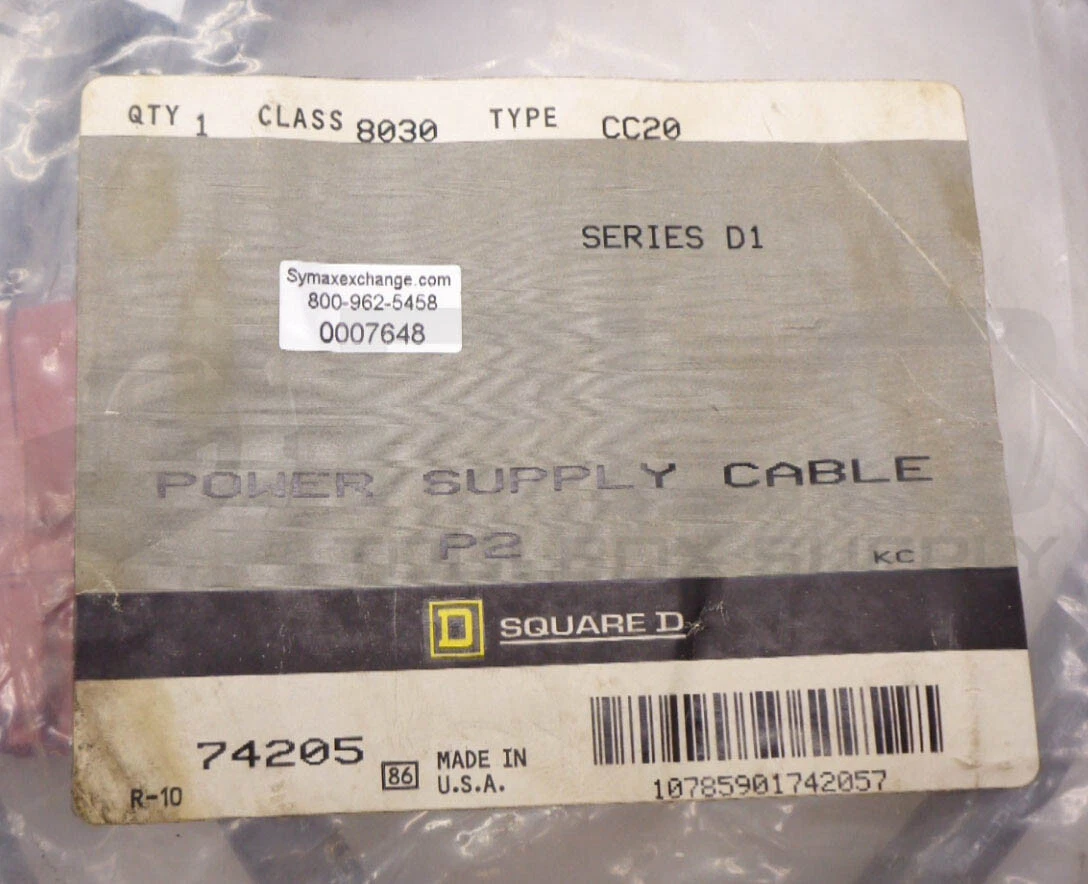 QTY 1 CLASS 8030 TYPE CC20
SERIES D1
Symaxexchange.com
800-962-5458
0007648
POWER SUPPLY CABLE
P2
KC
D SQUARE D
74205
86
MADE IN
U.S.A.
R-10
10785901742057
SUPPLY